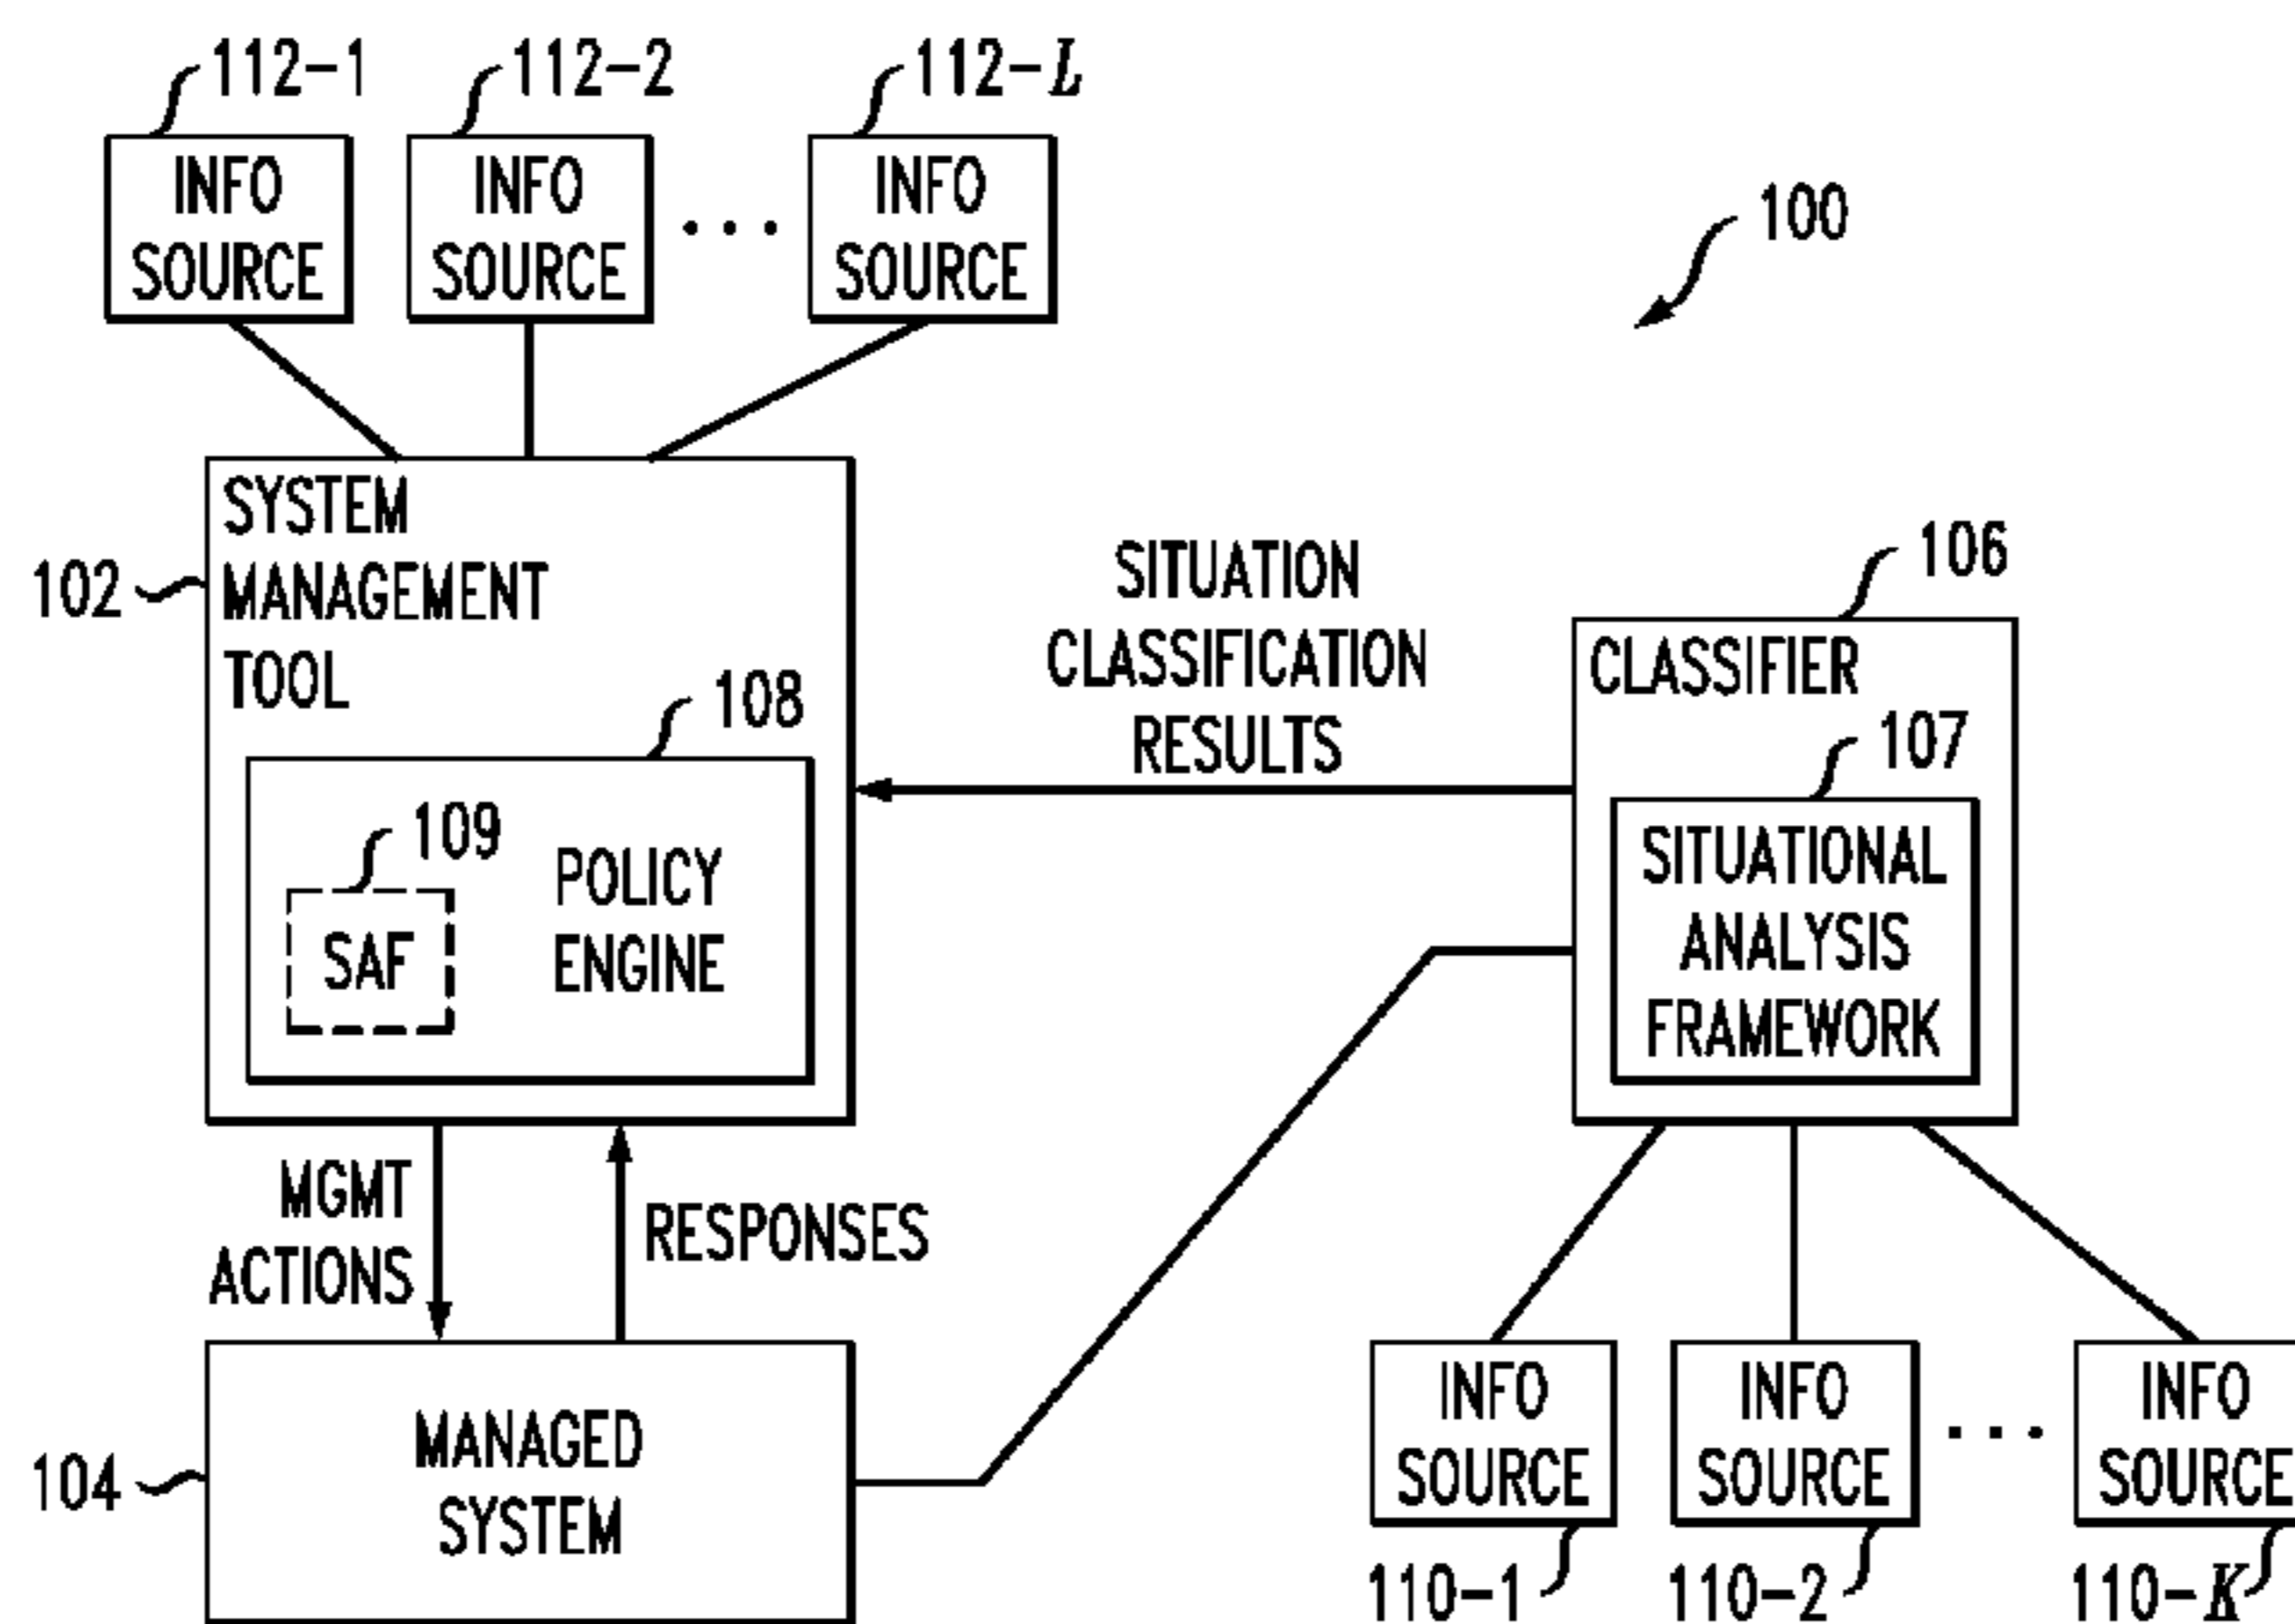 112-1
112-2
112-L
INFO
SOURCE
INFO
SOURCE
...
INFO
SOURCE
100
SYSTEM
MANAGEMENT
TOOL
102
108
109
SAF
POLICY
ENGINE
SITUATION
CLASSIFICATION
RESULTS
106
CLASSIFIER
107
SITUATIONAL
ANALYSIS
FRAMEWORK
MGMT
ACTIONS
RESPONSES
104
MANAGED
SYSTEM
INFO
SOURCE
INFO
SOURCE
...
INFO
SOURCE
110-1
110-2
110-K